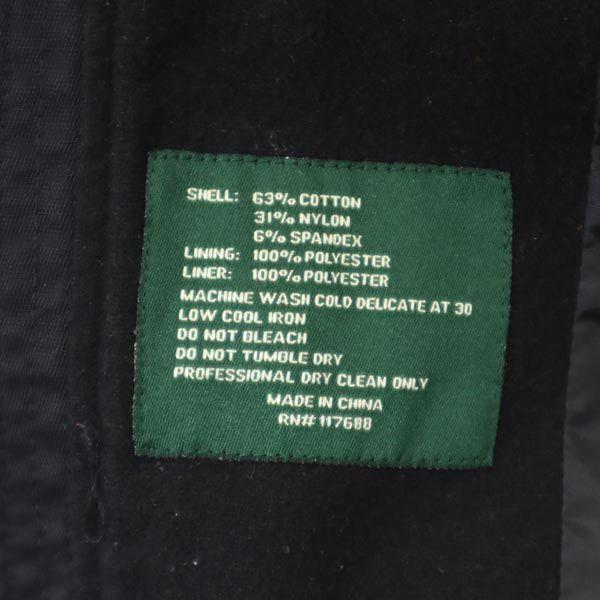 SHELL: 63% COTTON
31% NYLON
6% SPANDEX
LINING: 100% POLYESTER
LINER: 100% POLYESTER
MACHINE WASH COLD DELICATE AT 30
LOW COOL IRON
DO NOT BLEACH
DO NOT TUMBLE DRY
PROFESSIONAL DRY CLEAN ONLY
MADE IN CHINA
RN# 117688